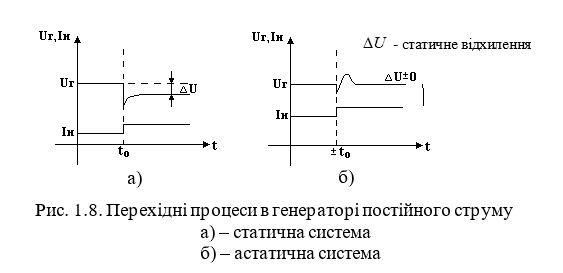 Uг,Iн
Uг
ΔU
Iн
t₀
t
а)
Uг,Iн
ΔU - статичне відхилення
Uг
ΔU±0
Iн
± t₀
t
б)
Рис. 1.8. Перехідні процеси в генераторі постійного струму
а) – статична система
б) – астатична система